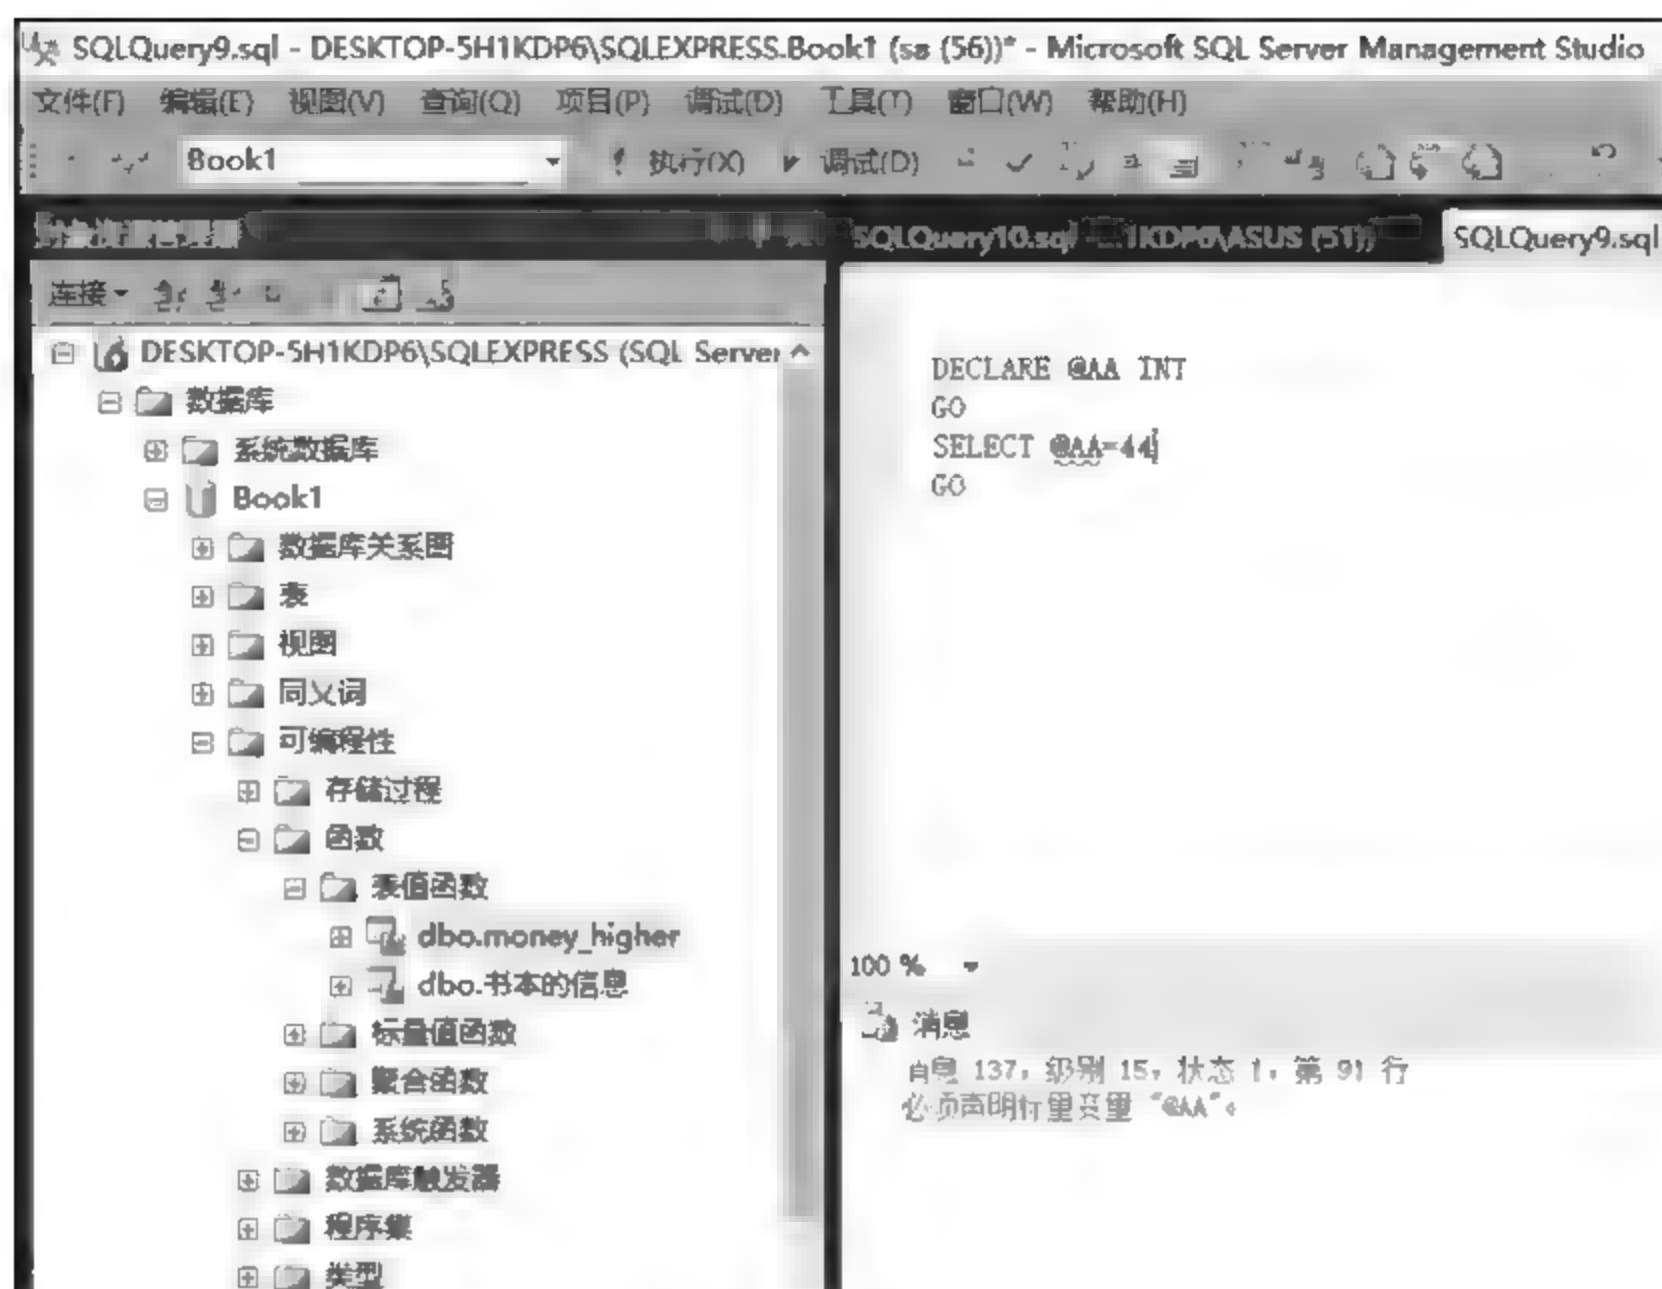 SQLQuery9.sql - DESKTOP-5H1KDP6\SQLEXPRESS.Book1 (sa (56))* - Microsoft SQL Server Management Studio
文件(F) 编辑(E) 视图(V) 查询(Q) 项目(P) 调试(D) 工具(T) 窗口(W) 帮助(H)
Book1 执行(X) 调试(D)
SQLQuery10.sql 1KDP6\ASUS (51)) SQLQuery9.sql
连接
DESKTOP-5H1KDP6\SQLEXPRESS (SQL Server
数据库
系统数据库
Book1
数据库关系图
表
视图
同义词
可编程性
存储过程
函数
表值函数
dbo.money_higher
dbo.书本的信息
标量值函数
聚合函数
系统函数
数据库触发器
程序集
类型
DECLARE @AA INT
GO
SELECT @AA=44
GO
100 %
消息
消息 137, 级别 15, 状态 1, 第 91 行
必须声明标量变量 "@AA"。